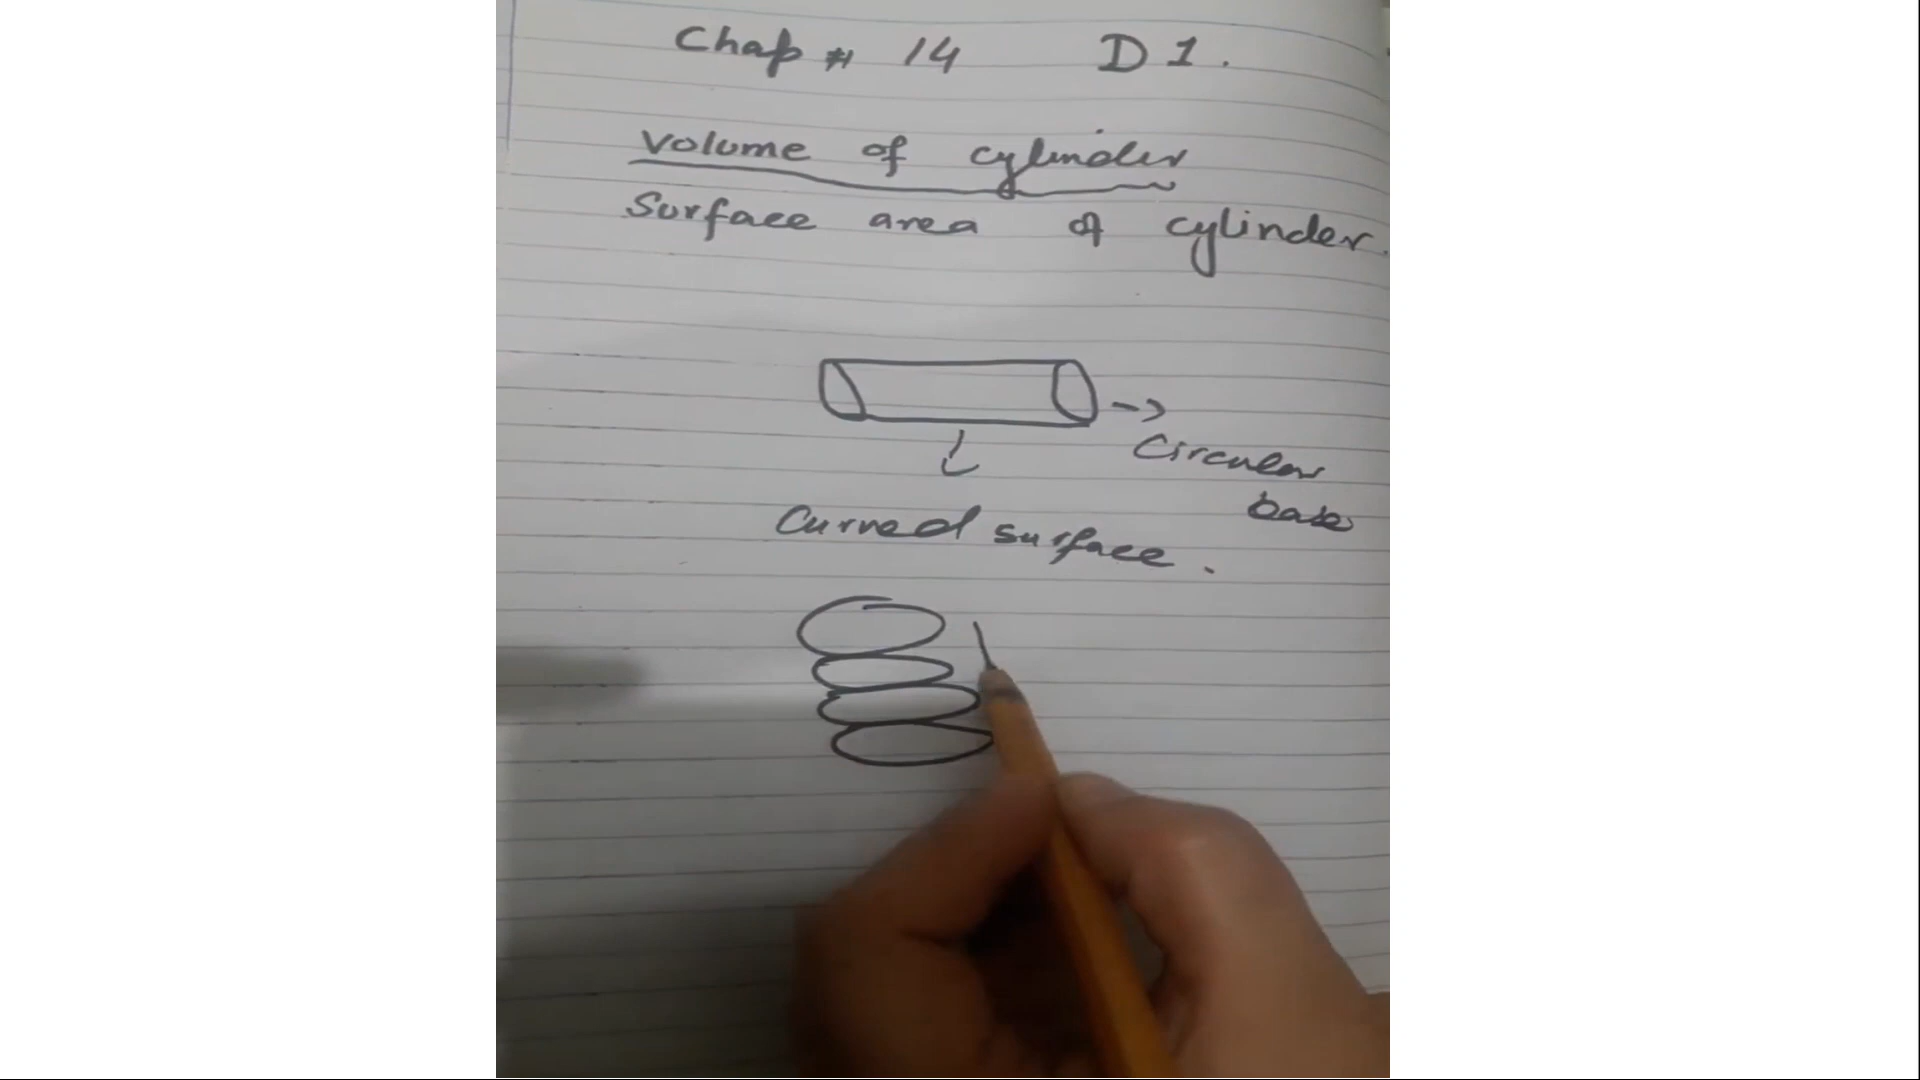 Chap # 14 D1.
Volume of cylinder
Surface area of cylinder.
Circular
base
Curved surface.